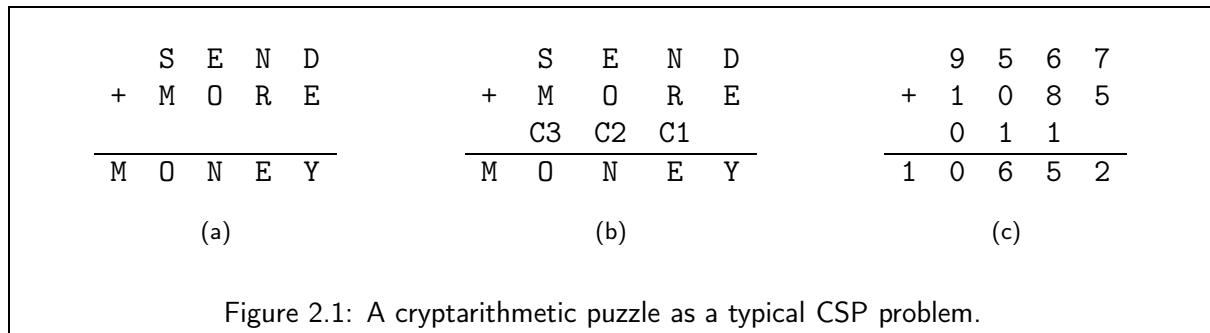 S E N D
+ M O R E
M O N E Y
(a)
S E N D
+ M O R E
C3 C2 C1
M O N E Y
(b)
9 5 6 7
+ 1 0 8 5
0 1 1
1 0 6 5 2
(c)
Figure 2.1: A cryptarithmetic puzzle as a typical CSP problem.